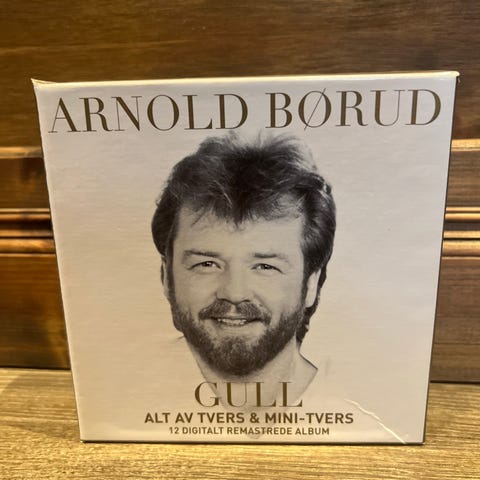 ARNOLD BØRUD
GULL
ALT AV TVERS & MINI-TVERS
12 DIGITALT REMASTREDE ALBUM